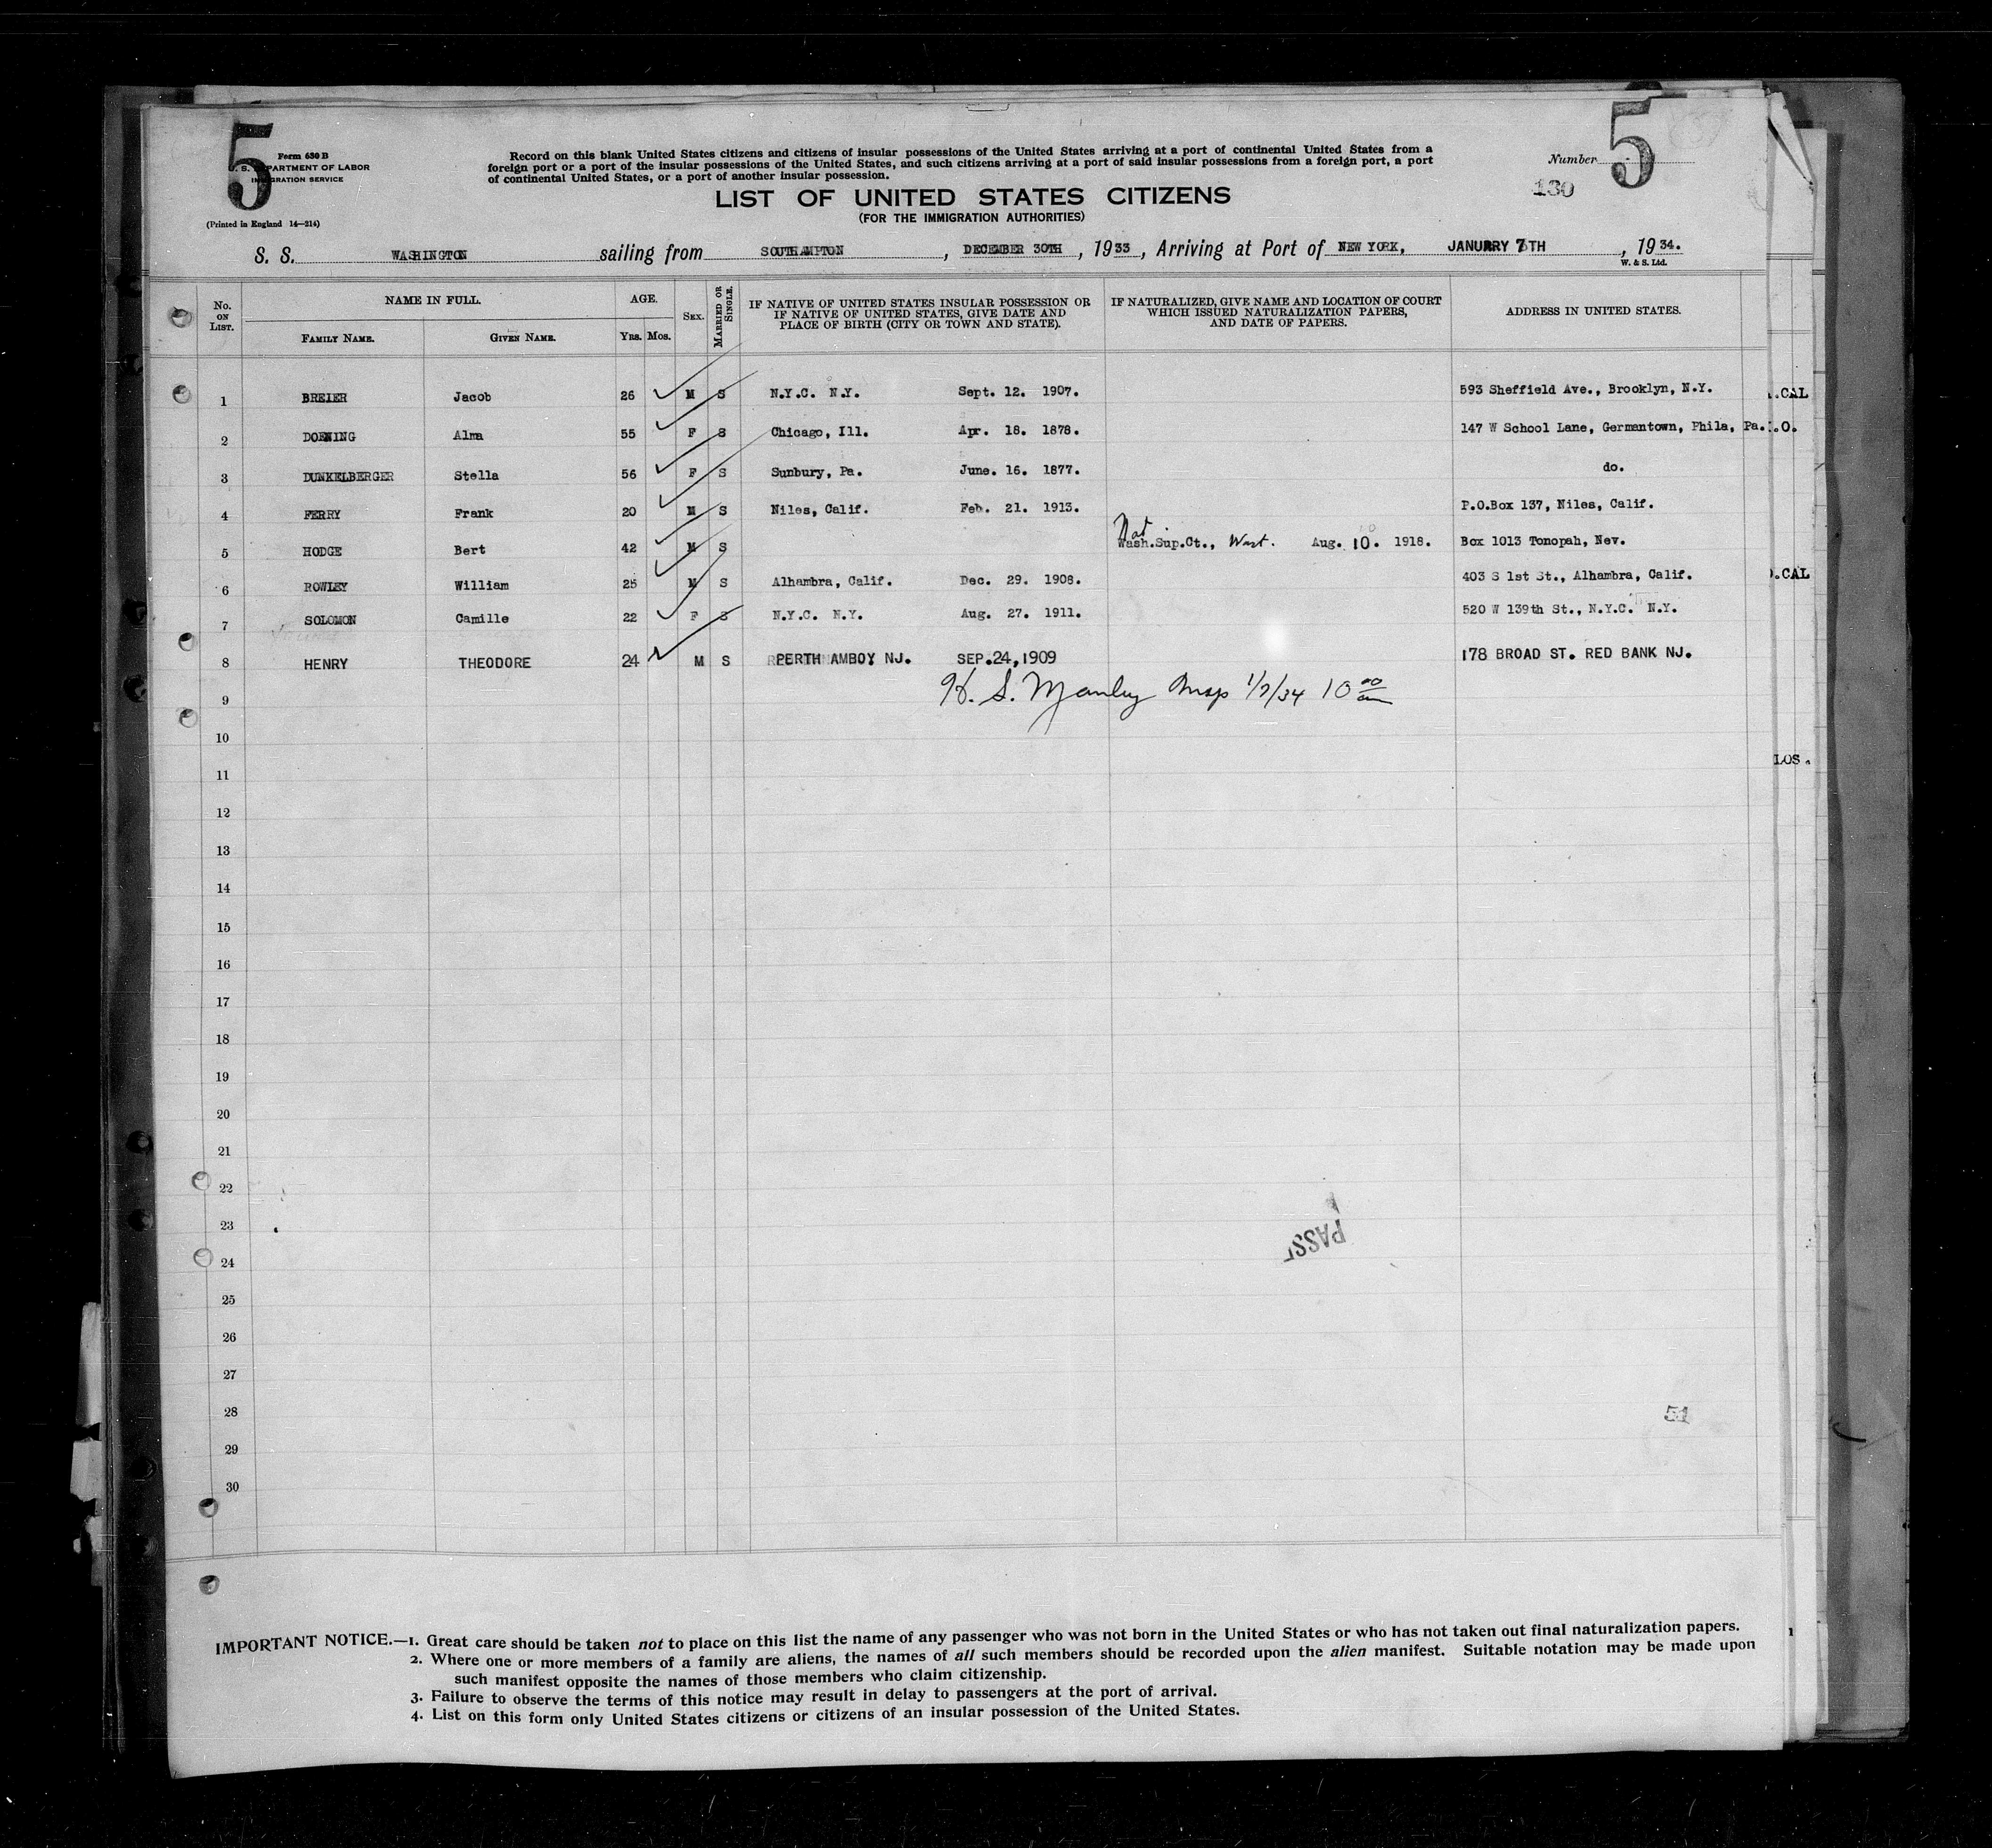 5
Form 630 B
U. S. DEPARTMENT OF LABOR
IMMIGRATION SERVICE
(Printed in England 14—214)
Record on this blank United States citizens and citizens of insular possessions of the United States arriving at a port of continental United States from a
foreign port or a port of the insular possessions of the United States, and such citizens arriving at a port of said insular possessions from a foreign port, a port
of continental United States, or a port of another insular possession.
Number 5
130
LIST OF UNITED STATES CITIZENS
(FOR THE IMMIGRATION AUTHORITIES)
S. S. WASHINGTON sailing from SOUTHAMPTON, DECEMBER 30TH, 1933, Arriving at Port of NEW YORK, JANUARY 7TH, 1934.
W. & S. Ltd.
No. ON LIST. NAME IN FULL. FAMILY NAME. GIVEN NAME. AGE. YRS. MOS. SEX. MARRIED OR SINGLE. IF NATIVE OF UNITED STATES INSULAR POSSESSION OR IF NATIVE OF UNITED STATES, GIVE DATE AND PLACE OF BIRTH (CITY OR TOWN AND STATE). IF NATURALIZED, GIVE NAME AND LOCATION OF COURT WHICH ISSUED NATURALIZATION PAPERS, AND DATE OF PAPERS. ADDRESS IN UNITED STATES.
1 BREIER Jacob 26 M S N.Y.C. N.Y. Sept. 12. 1907. 593 Sheffield Ave., Brooklyn, N.Y. .CAL
2 DOENING Alma 55 F S Chicago, Ill. Apr. 18. 1878. 147 W School Lane, Germantown, Phila, Pa. .O.
3 DUNKELBERGER Stella 56 F S Sunbury, Pa. June. 16. 1877. do.
4 FERRY Frank 20 M S Niles, Calif. Feb. 21. 1913. P.O.Box 137, Niles, Calif.
Nat
5 HODGE Bert 42 M S Wash.Sup.Ct., Aug. 10. 1918. Box 1013 Tonopah, Nev.
6 ROWLEY William 25 M S Alhambra, Calif. Dec. 29. 1908. 403 S 1st St., Alhambra, Calif. .CAL
7 SOLOMON Camille 22 F S N.Y.C. N.Y. Aug. 27. 1911. 520 W 139th St., N.Y.C. N.Y.
8 HENRY THEODORE 24 M S PERTH AMBOY NJ. SEP.24,1909 178 BROAD ST. RED BANK NJ.
H. S. Manley Insp 1/7/34 10 00 am
9
10
11 LOS.
12
13
14
15
16
17
18
19
20
21
22
23
PASS
24
25
26
27
28 51
29
30
IMPORTANT NOTICE.—1. Great care should be taken not to place on this list the name of any passenger who was not born in the United States or who has not taken out final naturalization papers.
2. Where one or more members of a family are aliens, the names of all such members should be recorded upon the alien manifest. Suitable notation may be made upon
such manifest opposite the names of those members who claim citizenship.
3. Failure to observe the terms of this notice may result in delay to passengers at the port of arrival.
4. List on this form only United States citizens or citizens of an insular possession of the United States.